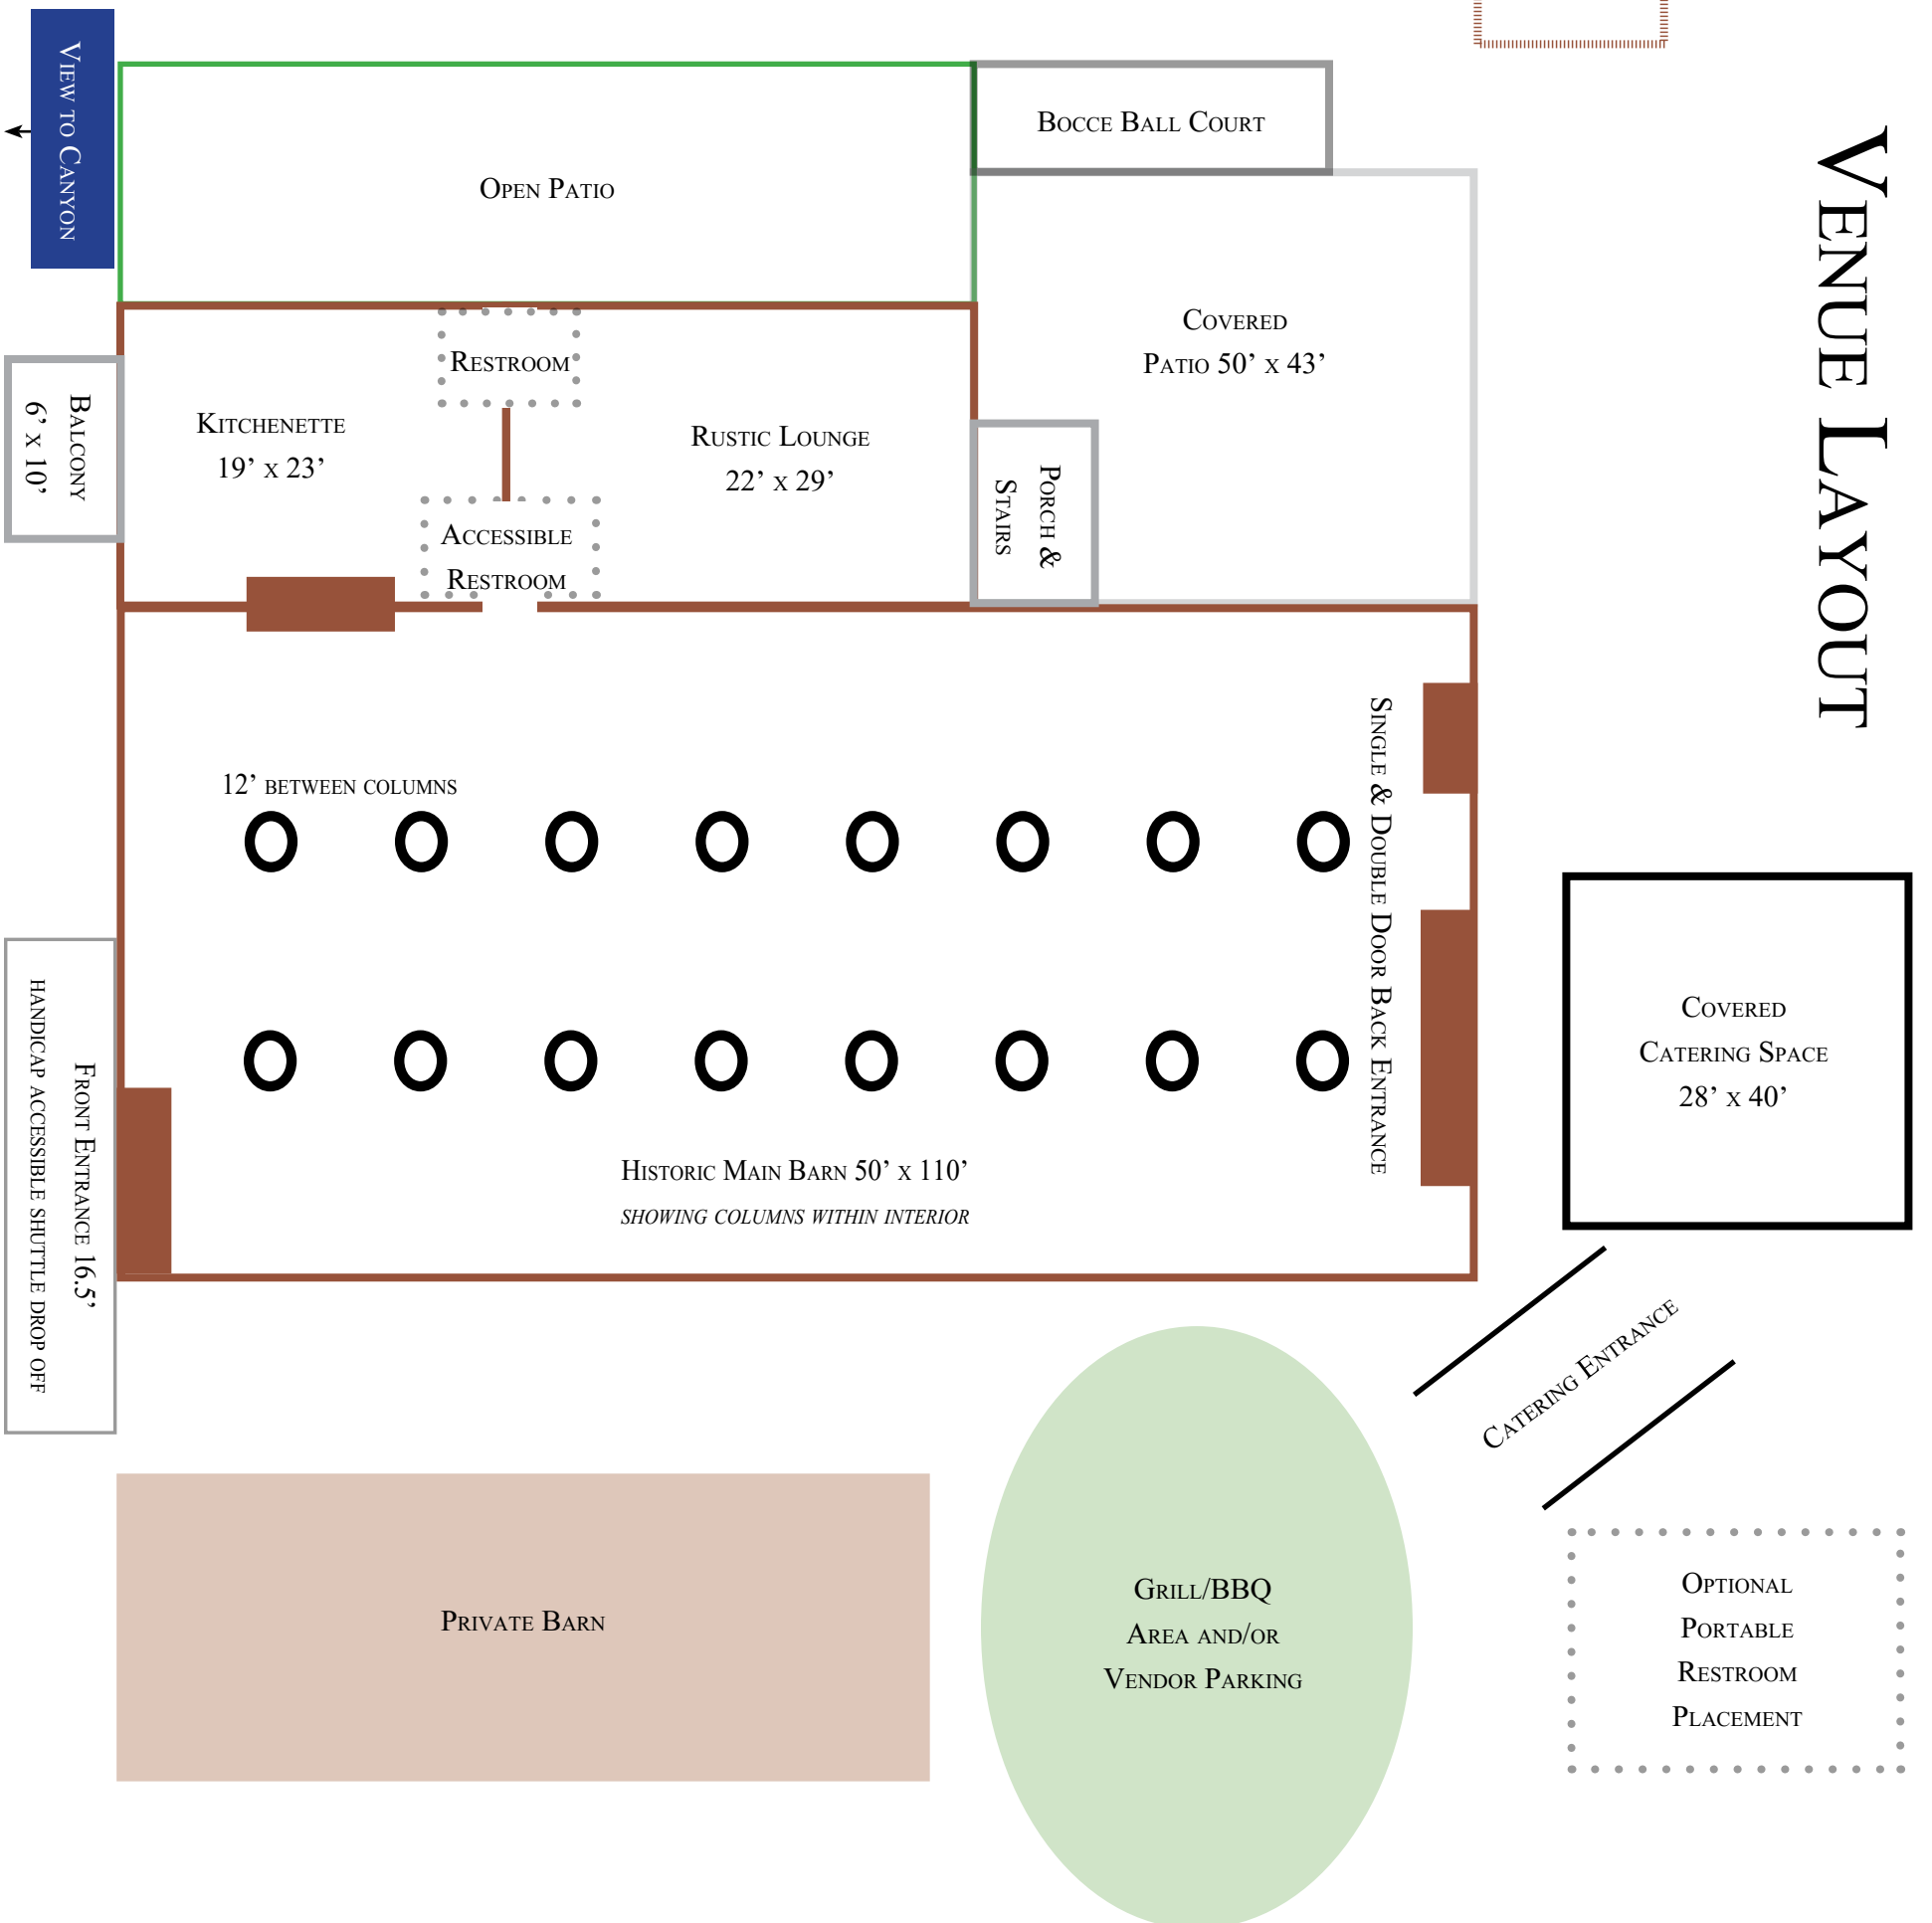 Venue Layout
View to Canyon
Bocce Ball Court
Open Patio
Covered
Patio 50’ x 43’
Restroom
Kitchenette
19’ x 23’
Rustic Lounge
22’ x 29’
Balcony
6’ x 10’
Porch &
Stairs
Accessible
Restroom
12’ between columns
Single & Double Door Back Entrance
Covered
Catering Space
28’ x 40’
Historic Main Barn 50’ x 110’
showing columns within interior
Front Entrance 16.5’
handicap accessible shuttle drop off
Catering Entrance
Private Barn
Grill/BBQ
Area and/or
Vendor Parking
Optional
Portable
Restroom
Placement